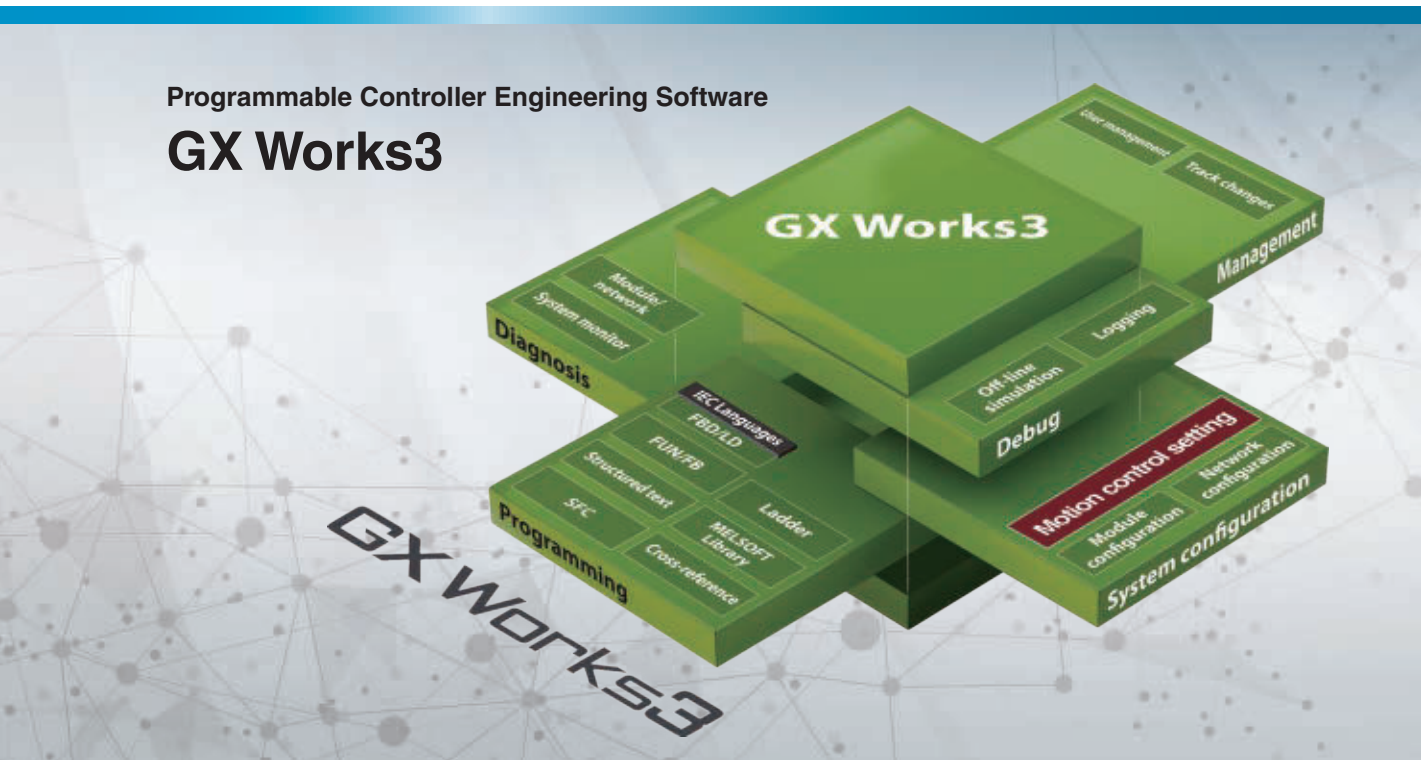 Programmable Controller Engineering Software
GX Works3
GX Works3
User management
Track changes
Management
Module/
network
System monitor
Diagnosis
Logging
Off-line
simulation
Debug
IEC Languages
FBD/LD
FUN/FB
Structured text
SFC
Ladder
MELSOFT
Library
Cross-reference
Programming
Motion control setting
Network
configuration
Module
configuration
System configuration
GX Works3